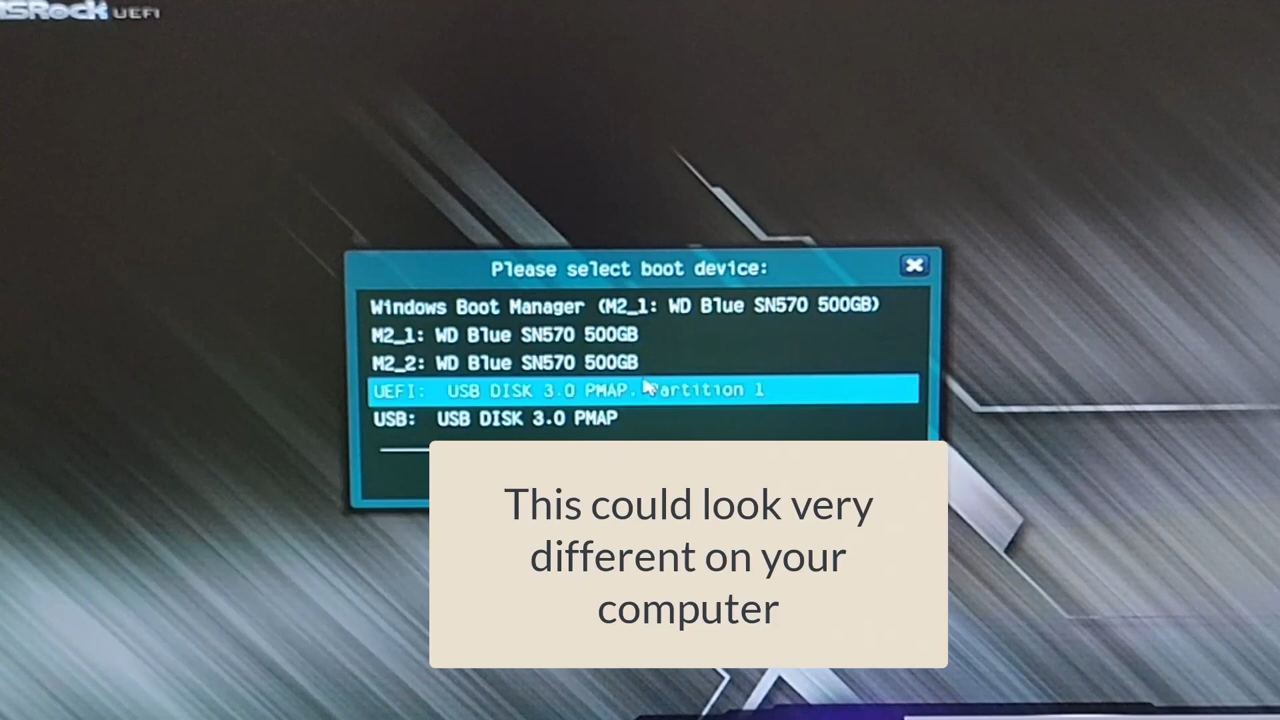 ASRock UEFI
Please select boot device:
Windows Boot Manager (M2_1: WD Blue SN570 500GB)
M2_1: WD Blue SN570 500GB
M2_2: WD Blue SN570 500GB
UEFI: USB DISK 3.0 PMAP, Partition 1
USB: USB DISK 3.0 PMAP
This could look very
different on your
computer